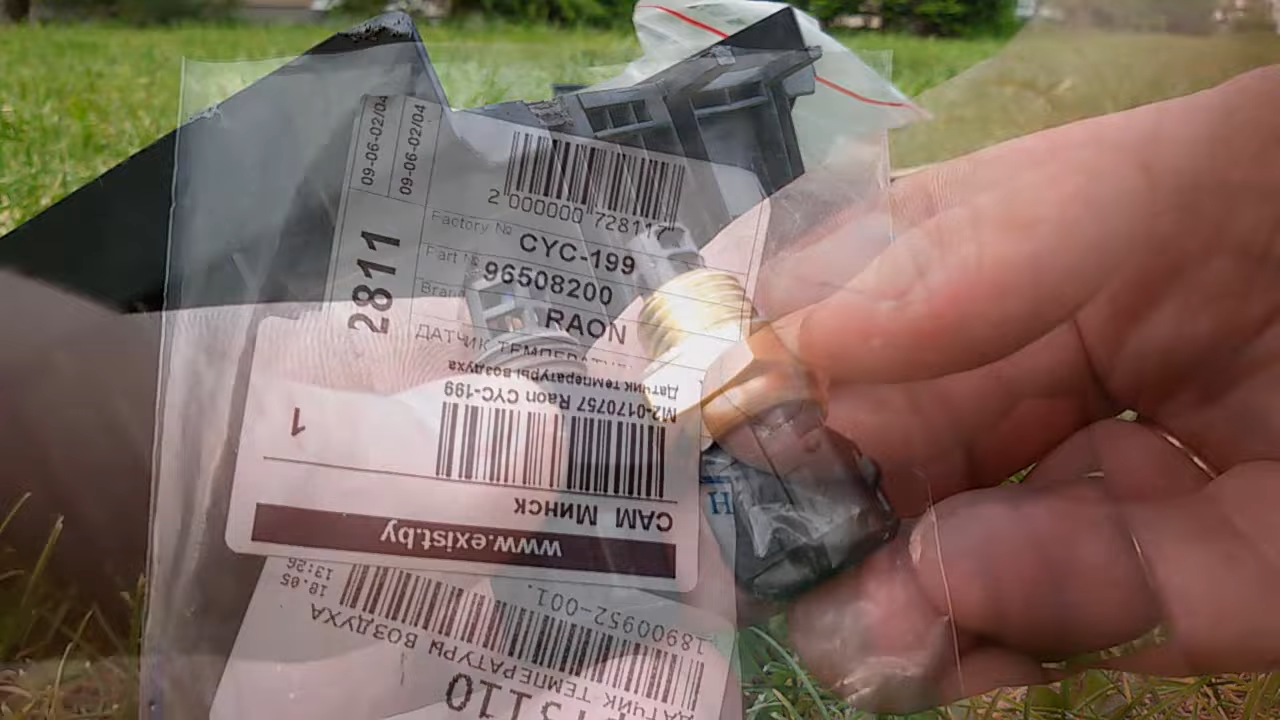 09-06-02/04
09-06-02/04
2811
2 000000 728117
Factory № CYC-199
Part № 96508200
Brand RAON
ДАТЧИК ТЕМПЕРАТУ
Датчик температуры воздуха
M2-0170757 Raon CYC-199
1
САМ Минск
www.exist.by
18.05
13:26
18900952-001.
ДАТЧИК ТЕМПЕРАТУРЫ ВОЗДУХА
Н